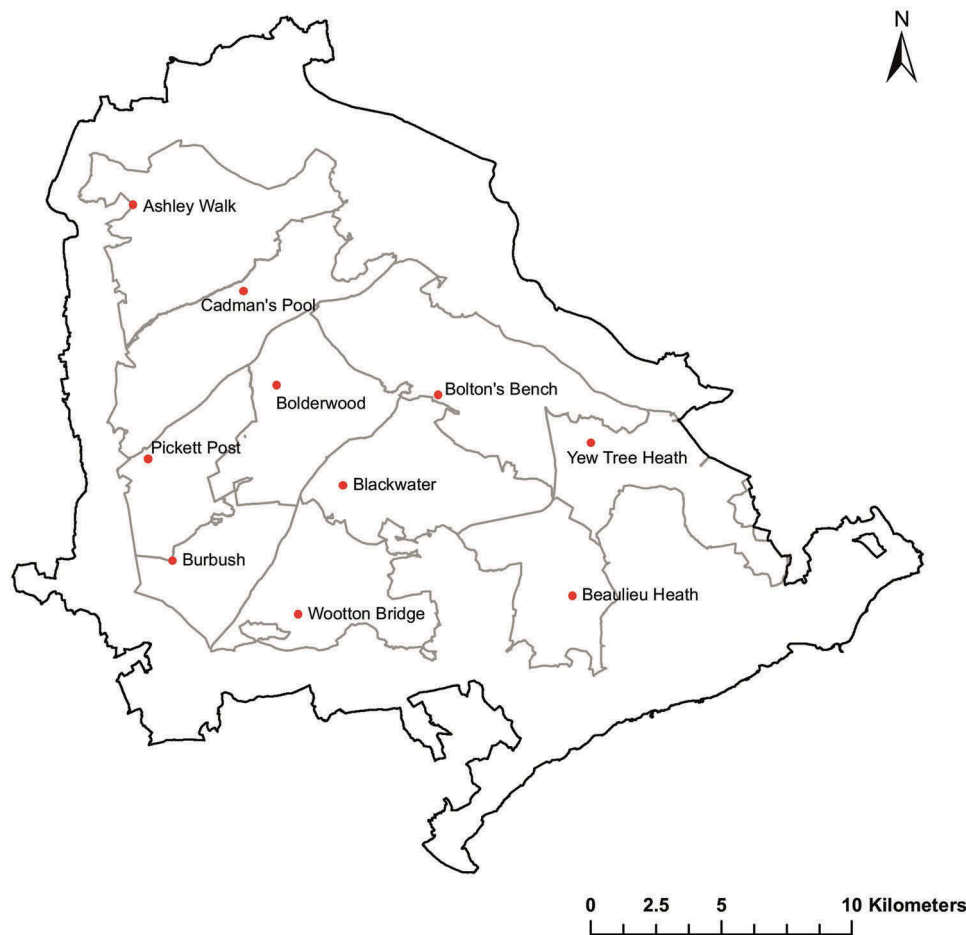 N
Ashley Walk
Cadman's Pool
Bolderwood
Bolton's Bench
Pickett Post
Yew Tree Heath
Blackwater
Burbush
Beaulieu Heath
Wootton Bridge
0 2.5 5 10 Kilometers